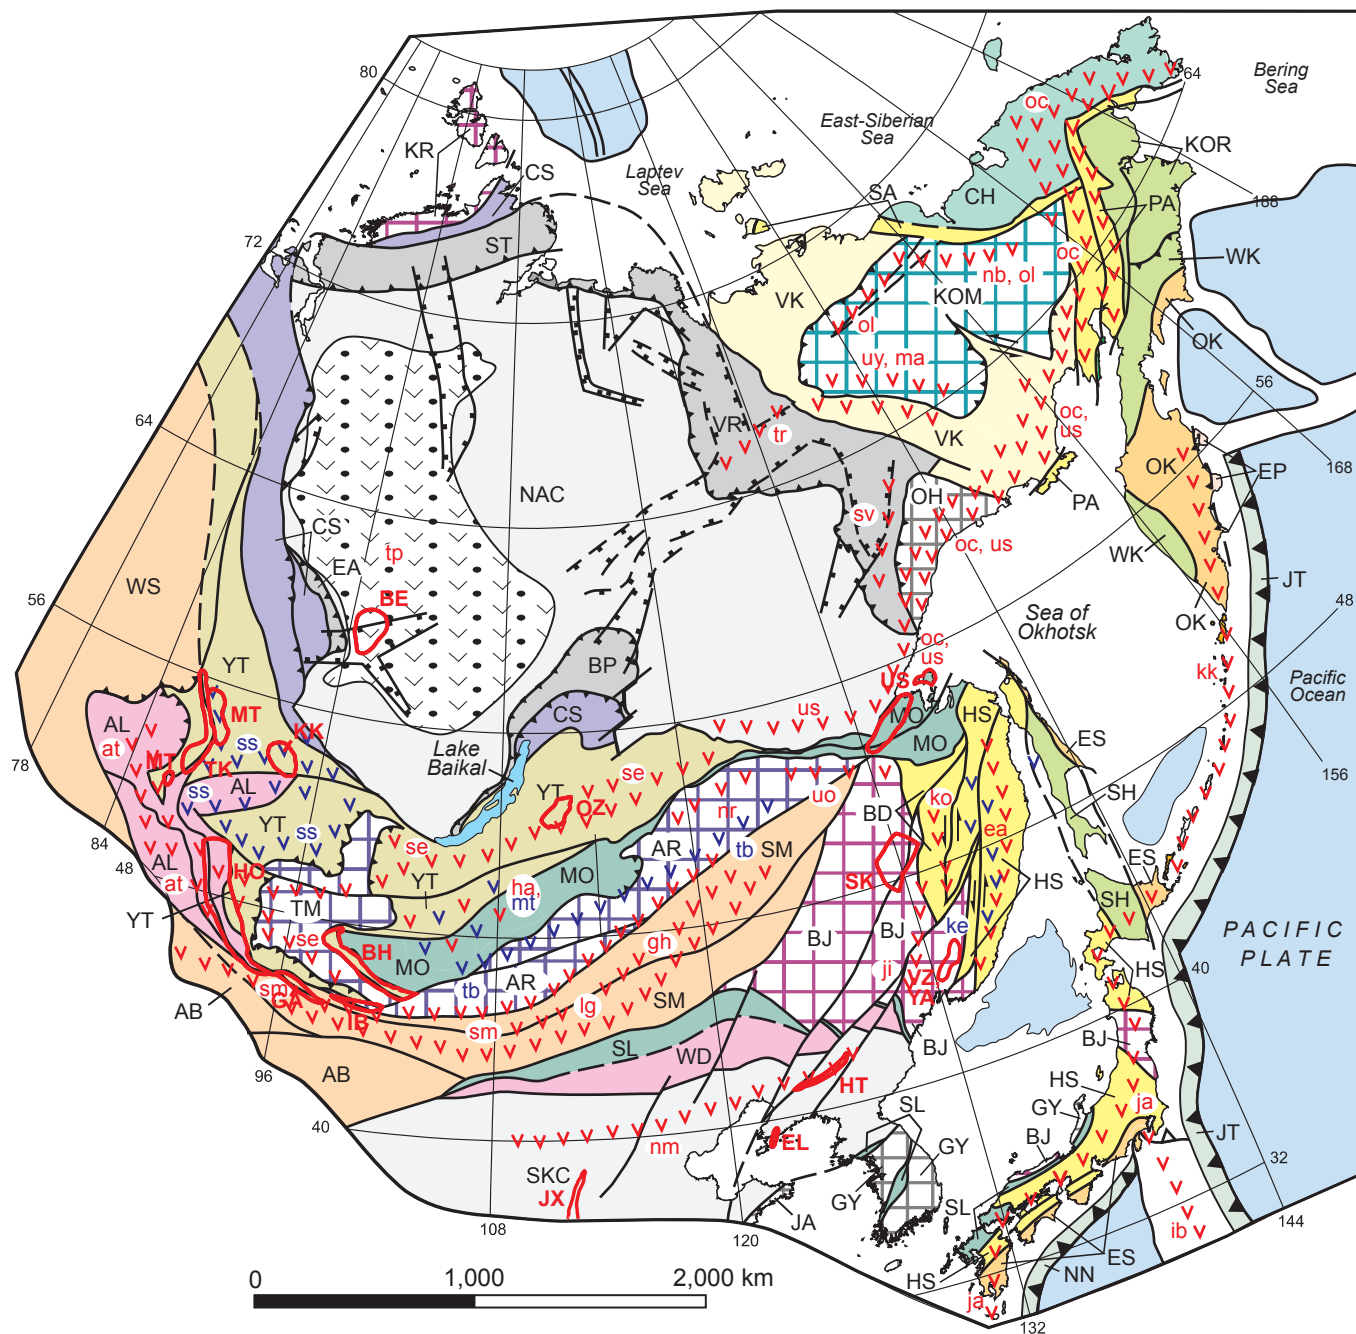 80
64
Bering
Sea
oc
East-Siberian
Sea
KR
KOR
CS
Laptev
Sea
SA
CH
PA
188
72
ST
oc
WK
VK
nb, ol
KOM
ol
OK
uy, ma
56
64
VR
tr
VK
oc,
us
OK
168
EP
NAC
OH
PA
CS
sv
oc, us
WK
tp
EA
WS
JT
56
BE
48
Sea of
Okhotsk
OK
YT
BP
oc,
us
kk
Pacific
Ocean
US
AL
MT
CS
us
MO
HS
at
ss
KK
Lake
Baikal
MO
ES
78
MT
TK
156
se
ss
AL
YT
OZ
uo
SH
nr
ko
BD
84
YT
ss
tb
ea
se
AR
SM
48
AL
HO
MO
ES
at
YT
ha,
mt
SK
HS
SH
YT
TM
PACIFIC
PLATE
se
BH
gh
BJ
BJ
ke
MO
ji
HS
40
sm
GA
tb
AR
VZ
AB
IB
lg
SM
YA
sm
SL
WD
BJ
BJ
96
AB
HT
HS
ja
SL
GY
40
nm
EL
BJ
JT
GY
32
SKC
JX
GY
SL
JA
144
108
ib
120
ES
HS
NN
0
1,000
2,000 km
ja
132